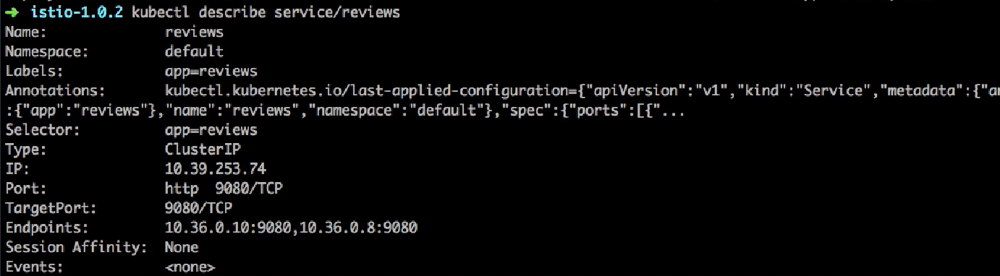 ➜ istio-1.0.2 kubectl describe service/reviews
Name: reviews
Namespace: default
Labels: app=reviews
Annotations: kubectl.kubernetes.io/last-applied-configuration={"apiVersion":"v1","kind":"Service","metadata":{"an
:{"app":"reviews"},"name":"reviews","namespace":"default"},"spec":{"ports":[{"...
Selector: app=reviews
Type: ClusterIP
IP: 10.39.253.74
Port: http 9080/TCP
TargetPort: 9080/TCP
Endpoints: 10.36.0.10:9080,10.36.0.8:9080
Session Affinity: None
Events: <none>